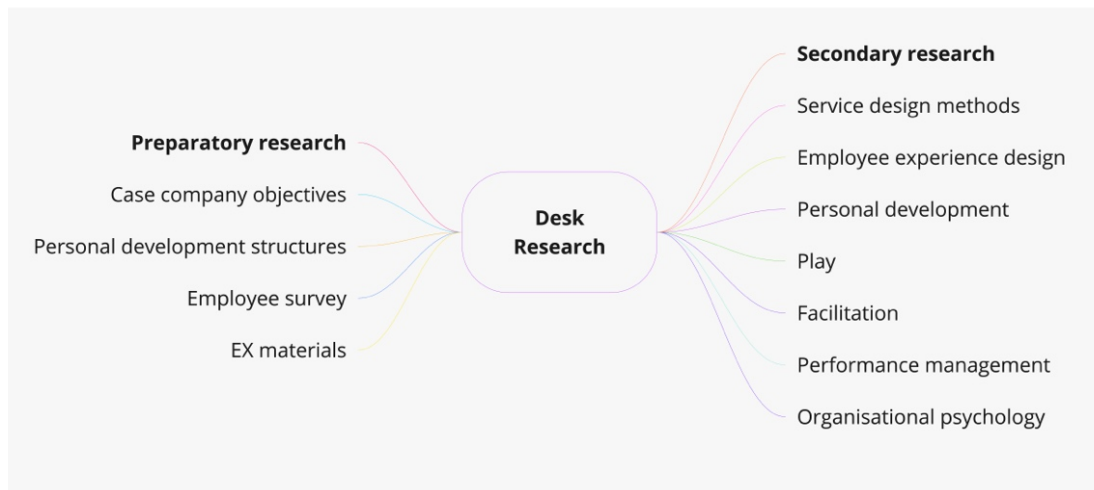 Preparatory research
Case company objectives
Personal development structures
Employee survey
EX materials
Desk
Research
Secondary research
Service design methods
Employee experience design
Personal development
Play
Facilitation
Performance management
Organisational psychology